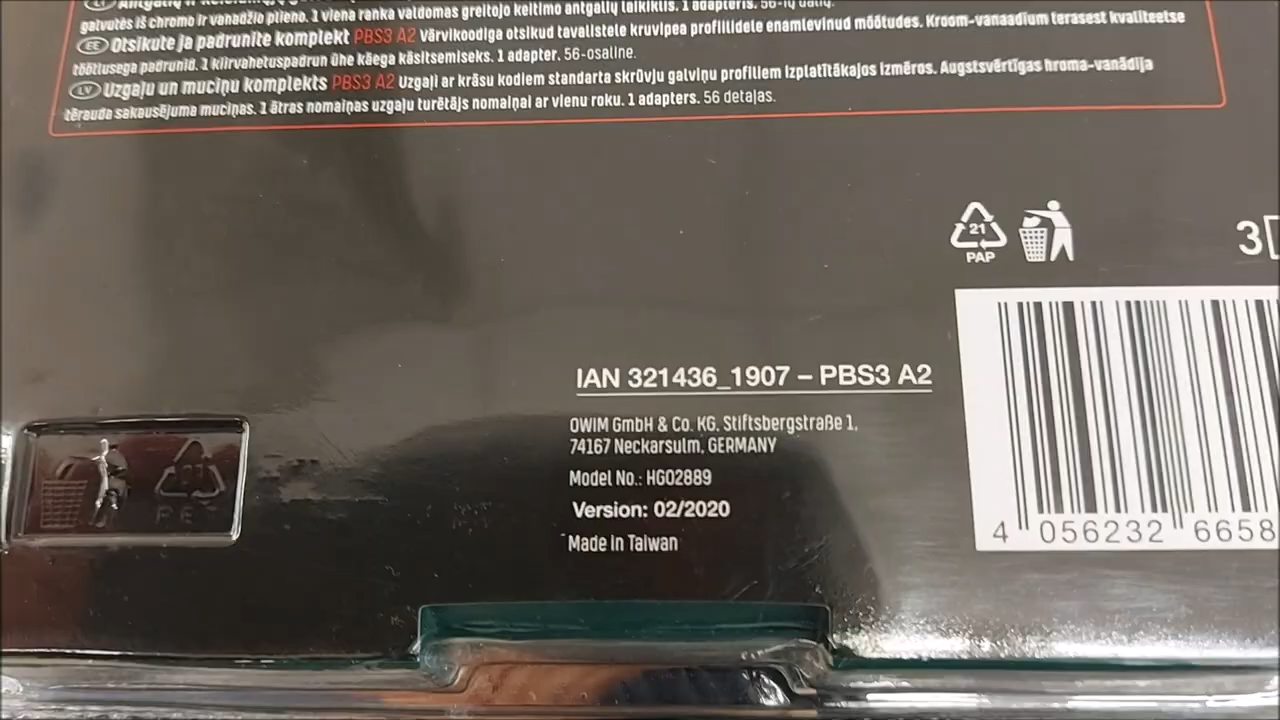 galvutės iš chromo ir vanadžio plieno. 1 viena ranka valdomas greitojo keitimo antgalių laikiklis. 1 adapteris. 56-ių dalių.
EE Otsikute ja padrunite komplekt PBS3 A2 Värvikoodiga otsikud tavalistele kruvipea profiilidele enamlevinud mõõtudes. Kroom-vanaadium terasest kvaliteetse
töötlusega padrunid. 1 kiirvahetuspadrun ühe käega käsitsemiseks. 1 adapter. 56-osaline.
LV Uzgaļu un muciņu komplekts PBS3 A2 Uzgaļi ar krāsu kodiem standarta skrūvju galviņu profiliem izplatītākajos izmēros. Augstsvērtīgas hroma-vanādija
tērauda sakausējuma muciņas. 1 ātras nomaiņas uzgaļu turētājs nomaiņai ar vienu roku. 1 adapters. 56 detaļas.
21
PAP
3
IAN 321436_1907 – PBS3 A2
OWIM GmbH & Co. KG, Stiftsbergstraße 1,
74167 Neckarsulm, GERMANY
Model No.: HG02889
Version: 02/2020
Made in Taiwan
4 056232 6658